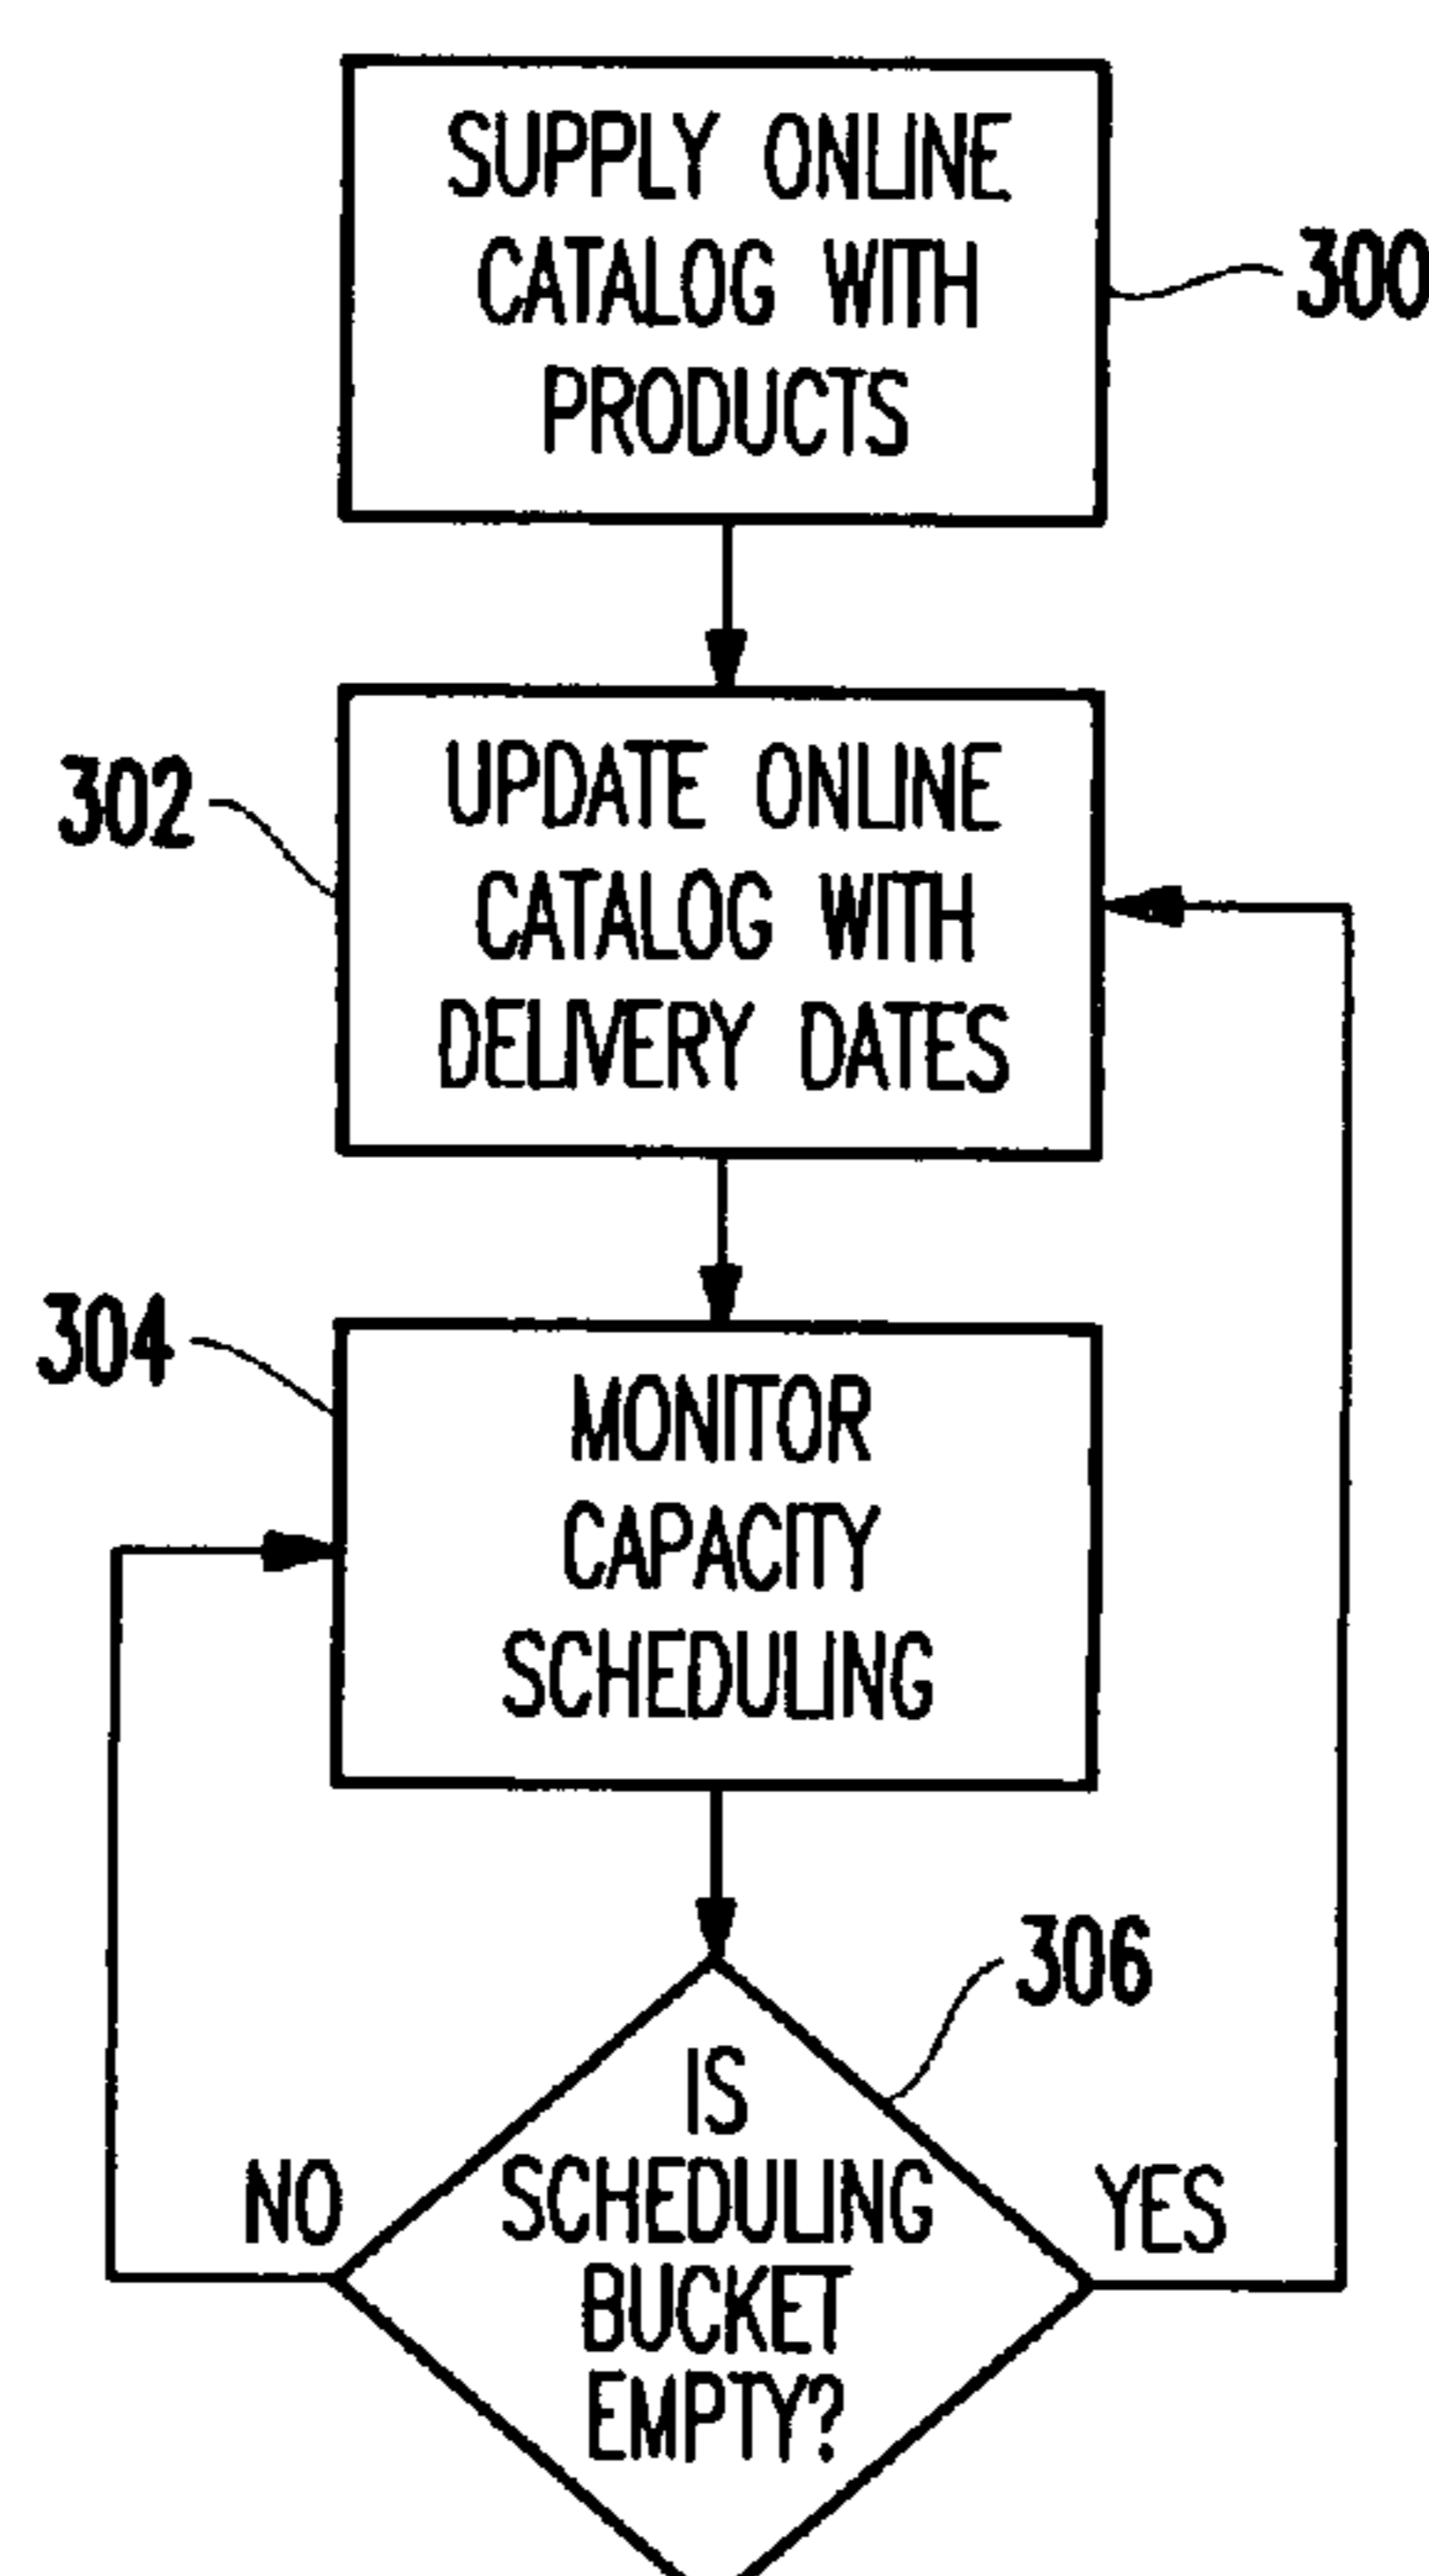 SUPPLY ONLINE
CATALOG WITH
PRODUCTS
300
302
UPDATE ONLINE
CATALOG WITH
DELIVERY DATES
304
MONITOR
CAPACITY
SCHEDULING
306
IS
SCHEDULING
BUCKET
EMPTY?
NO
YES